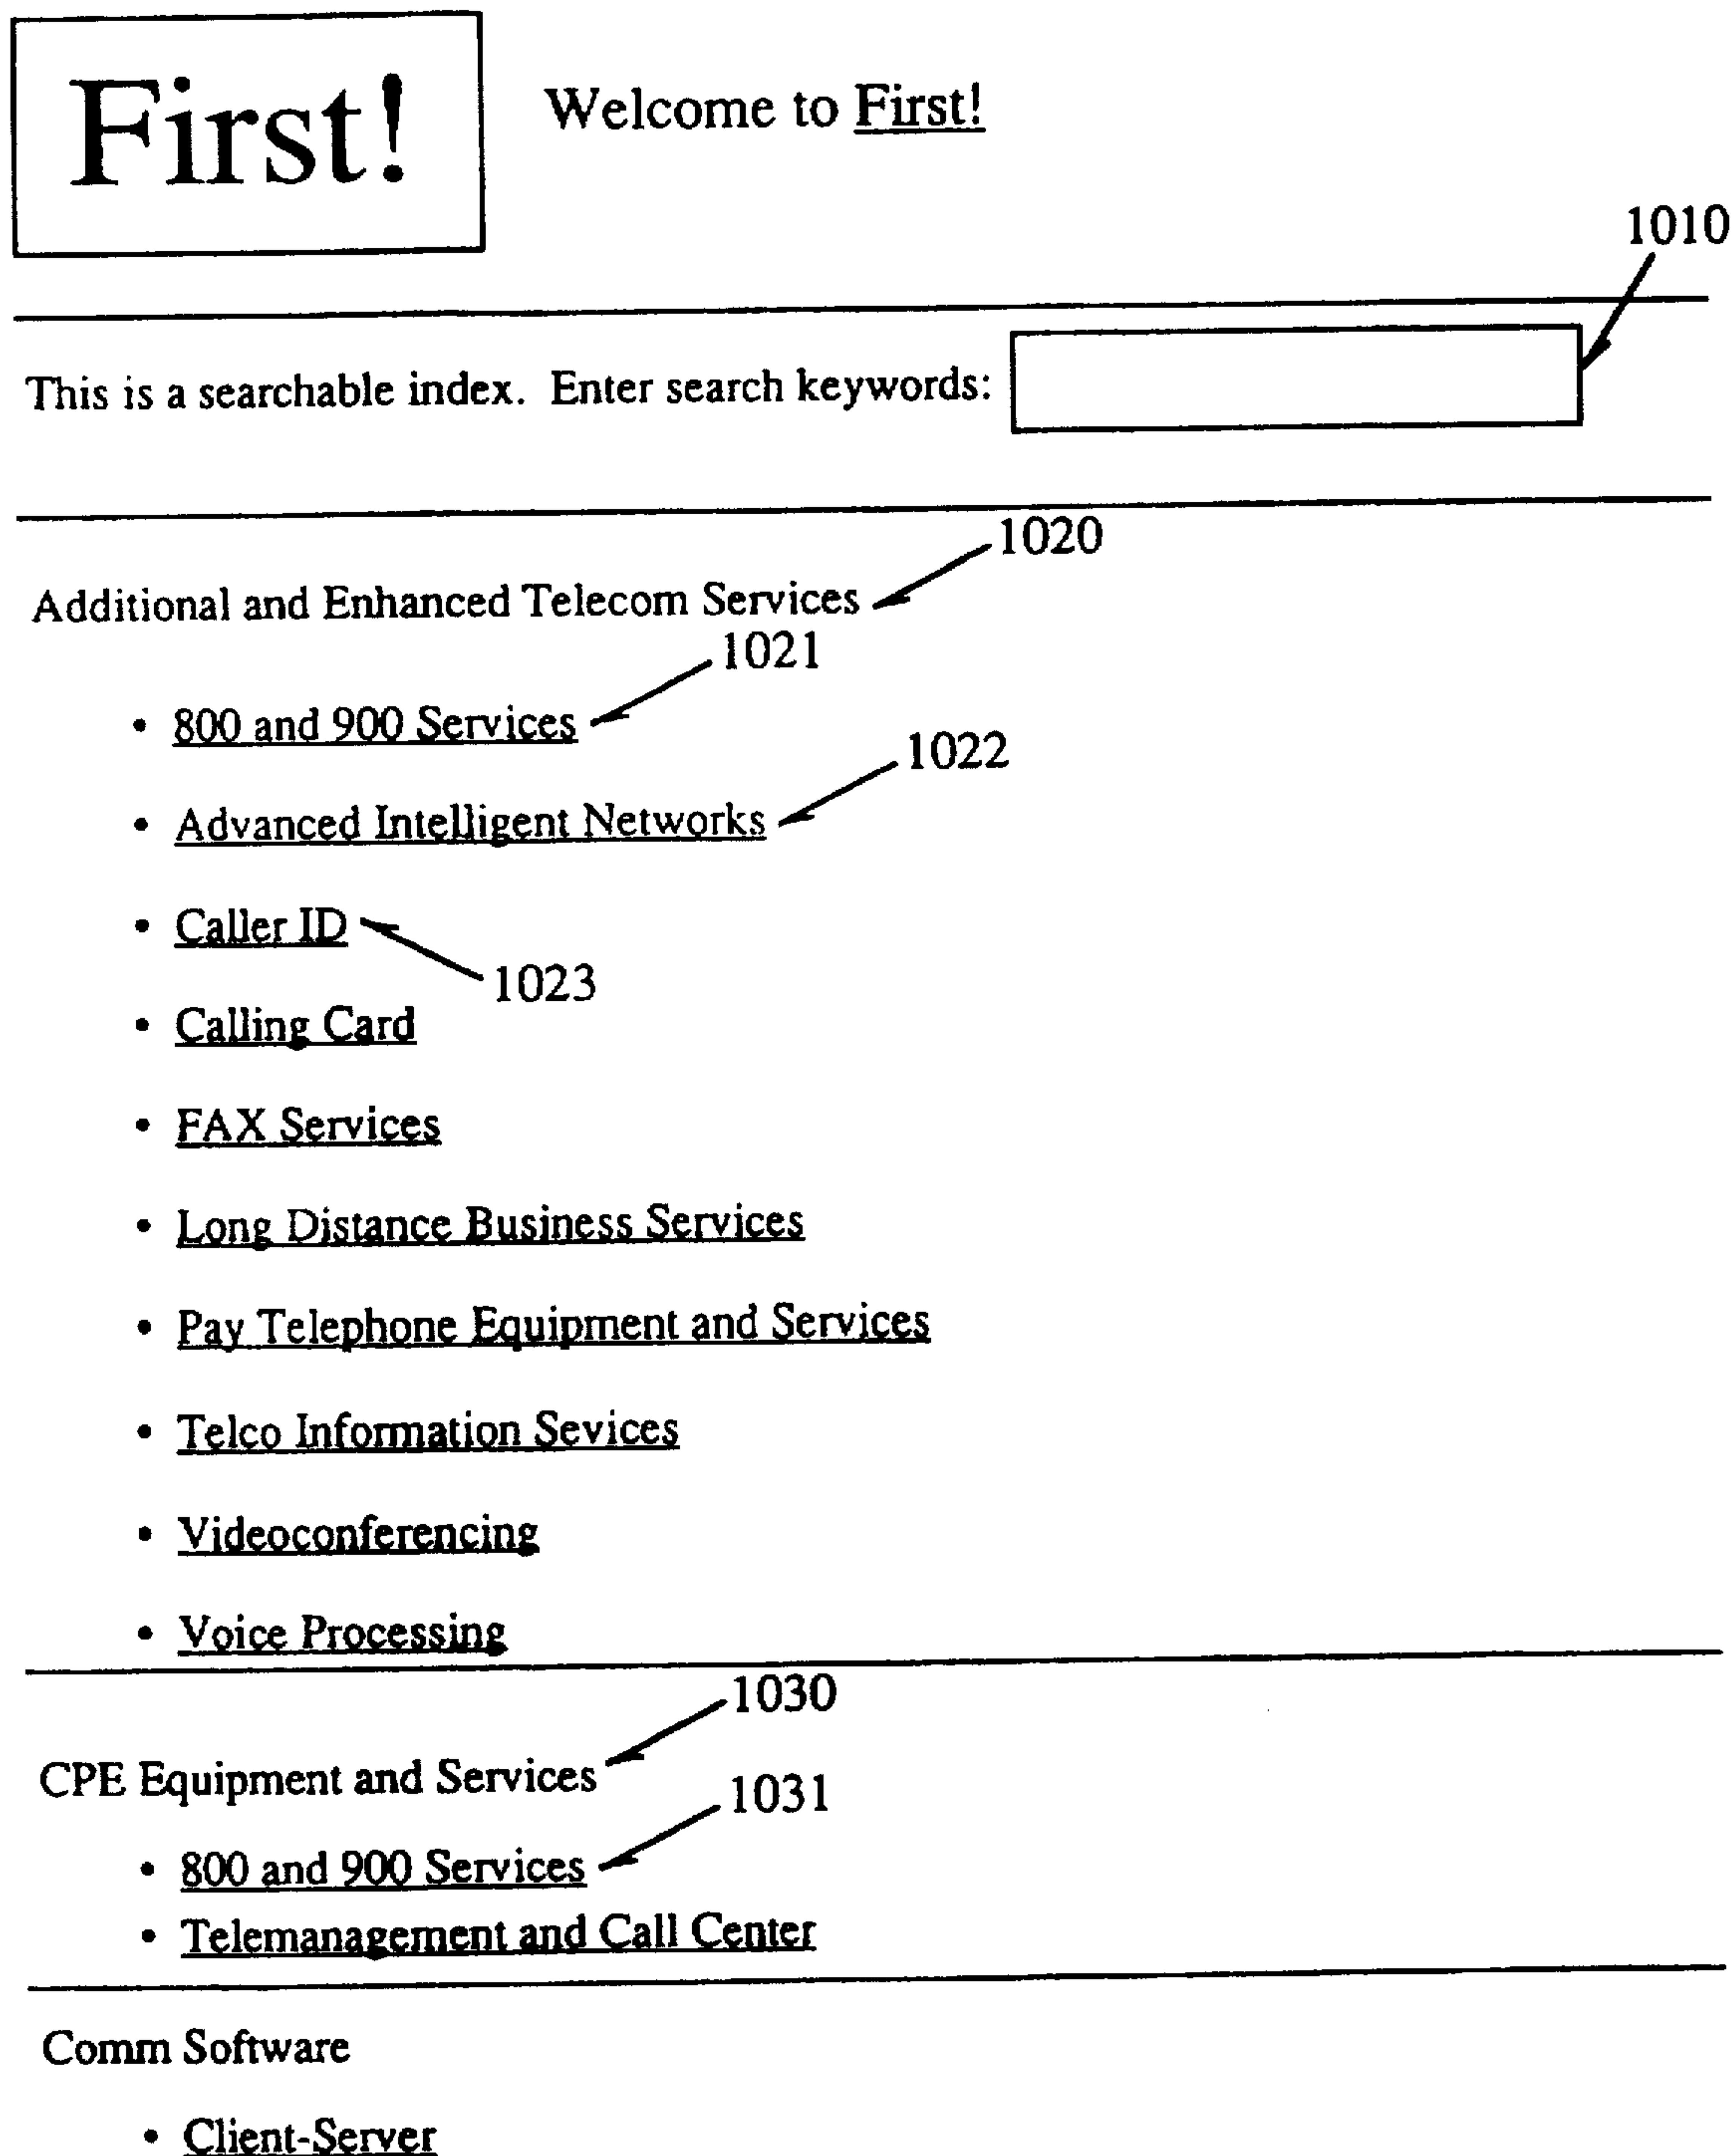 First!
Welcome to First!
1010
This is a searchable index. Enter search keywords:
1020
Additional and Enhanced Telecom Services
1021
• 800 and 900 Services
1022
• Advanced Intelligent Networks
• Caller ID
1023
• Calling Card
• FAX Services
• Long Distance Business Services
• Pay Telephone Equipment and Services
• Telco Information Sevices
• Videoconferencing
• Voice Processing
1030
CPE Equipment and Services
1031
• 800 and 900 Services
• Telemanagement and Call Center
Comm Software
• Client-Server